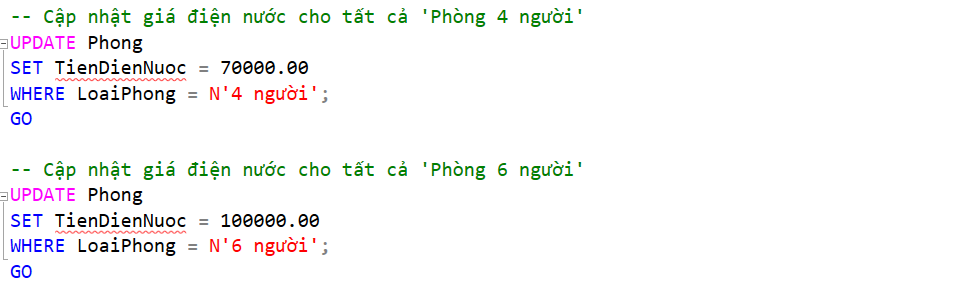 -- Cập nhật giá điện nước cho tất cả 'Phòng 4 người'
UPDATE Phong
SET TienDienNuoc = 70000.00
WHERE LoaiPhong = N'4 người';
GO
-- Cập nhật giá điện nước cho tất cả 'Phòng 6 người'
UPDATE Phong
SET TienDienNuoc = 100000.00
WHERE LoaiPhong = N'6 người';
GO